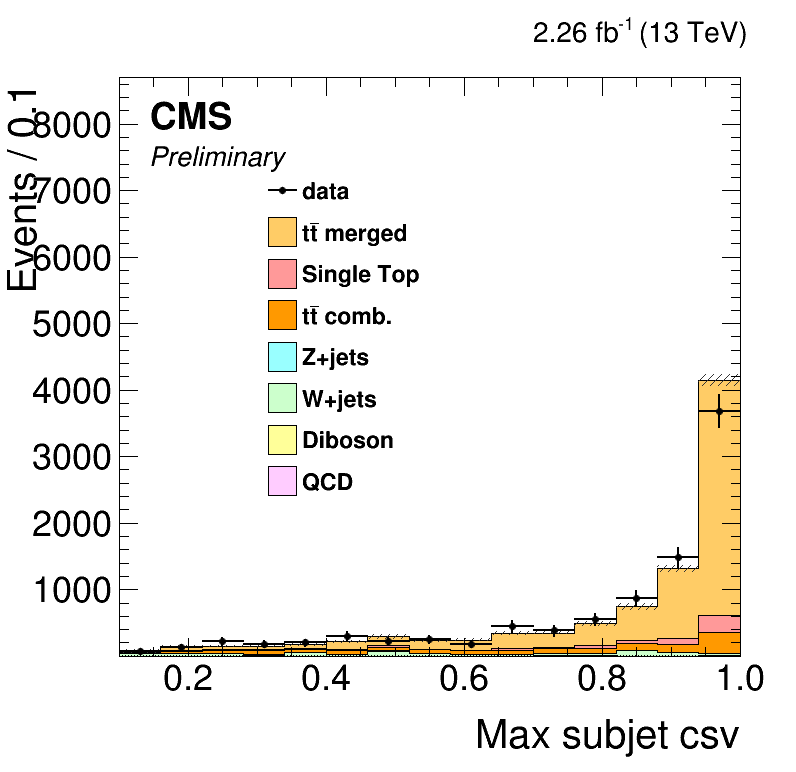 2.26 fb⁻¹ (13 TeV)
Events / 0.1
CMS
Preliminary
data
tt̅ merged
Single Top
tt̅ comb.
Z+jets
W+jets
Diboson
QCD
8000
7000
6000
5000
4000
3000
2000
1000
0.2 0.4 0.6 0.8 1.0
Max subjet csv